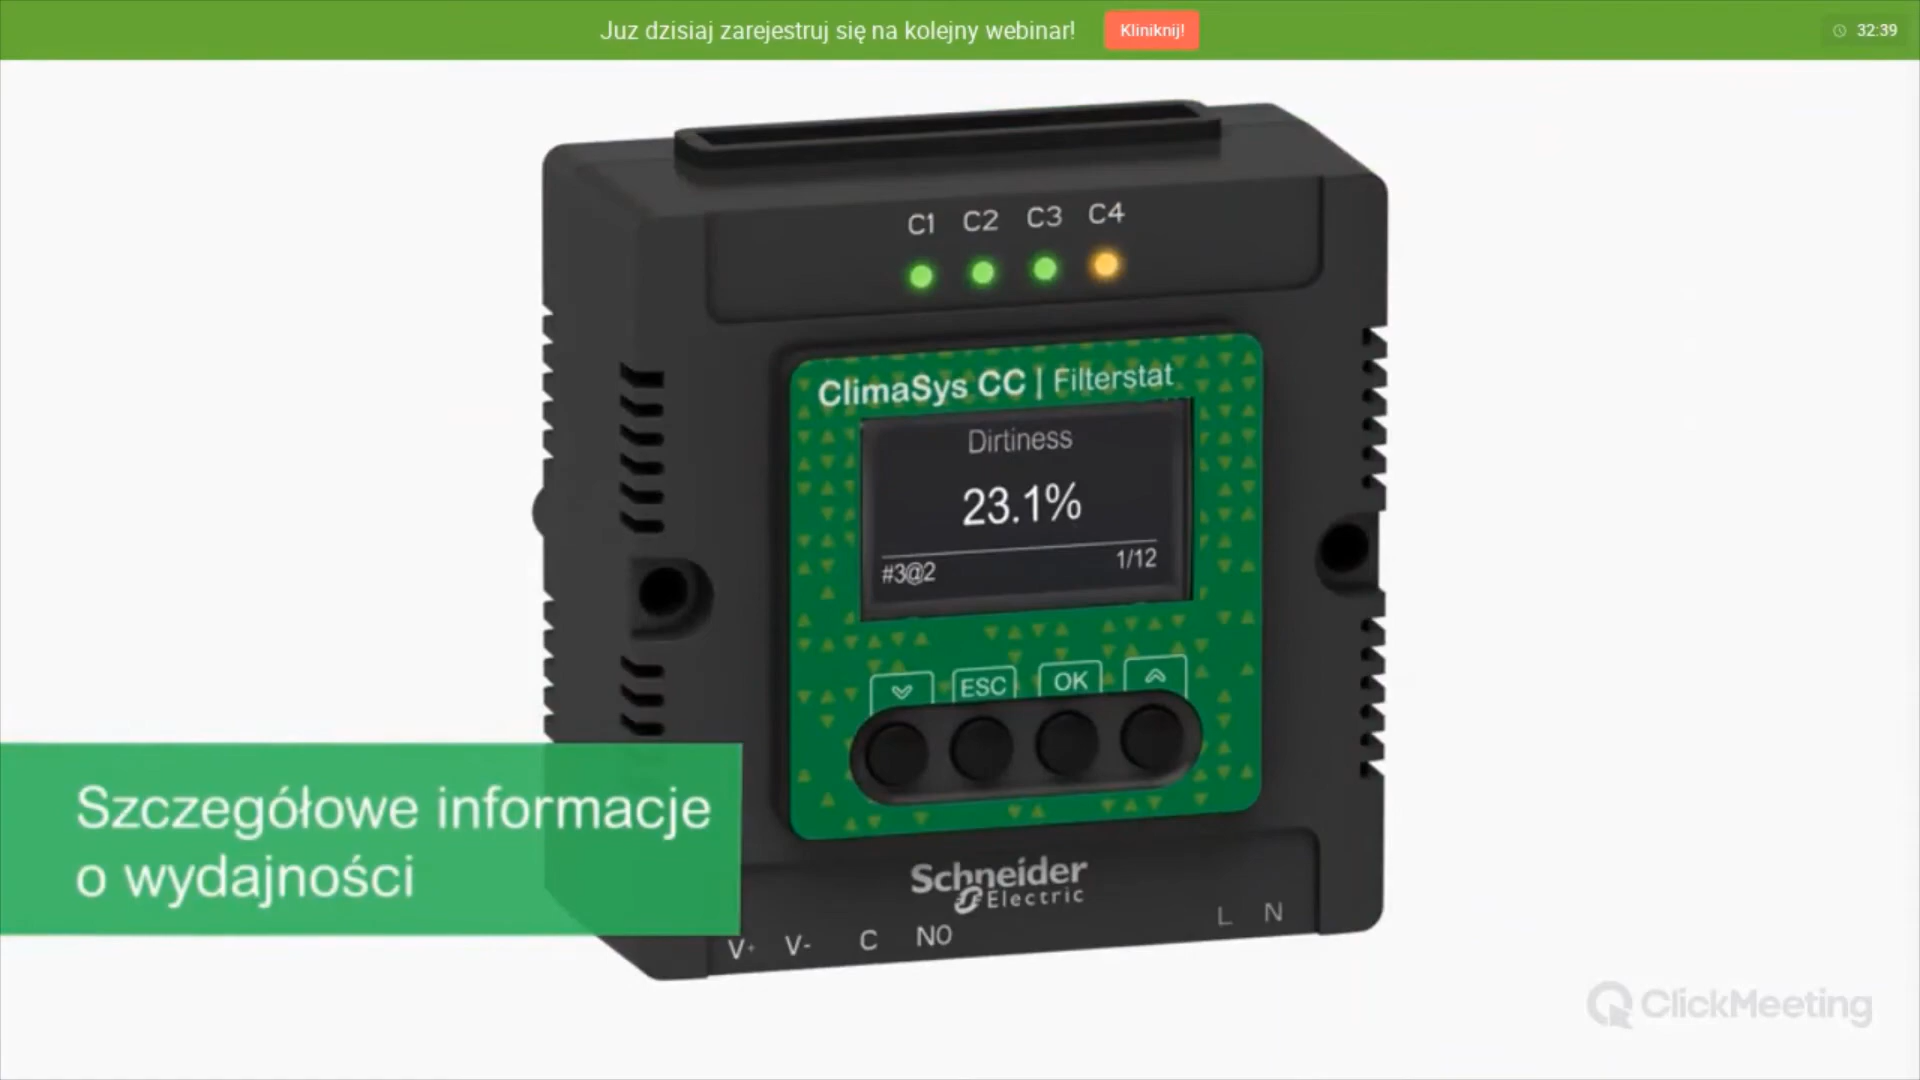 Juz dzisiaj zarejestruj się na kolejny webinar!
Kliniknij!
32:39
C1 C2 C3 C4
ClimaSys CC | Filterstat
Dirtiness
23.1%
#3@2 1/12
ESC OK
Szczegółowe informacje
o wydajności
Schneider
Electric
V+ V- C NO L N
ClickMeeting